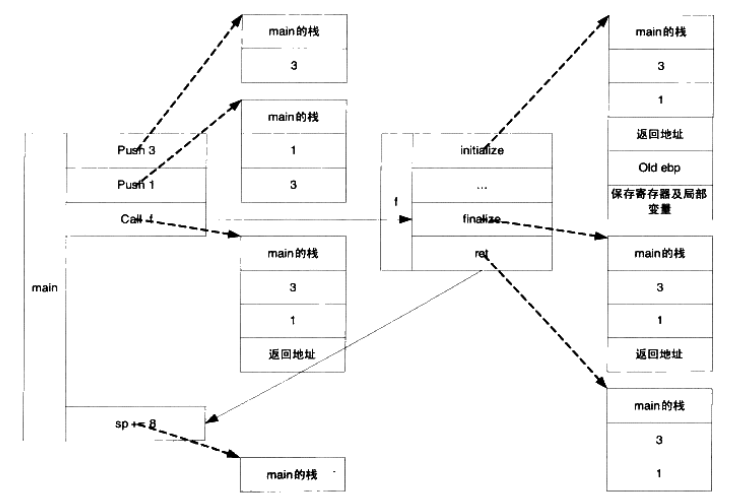 main的栈
3
main的栈
1
3
main
Push 3
Push 1
Call f
main的栈
3
1
返回地址
sp += 8
main的栈
f
initialize
...
finalize
ret
main的栈
3
1
返回地址
Old ebp
保存寄存器及局部
变量
main的栈
3
1
返回地址
main的栈
3
1